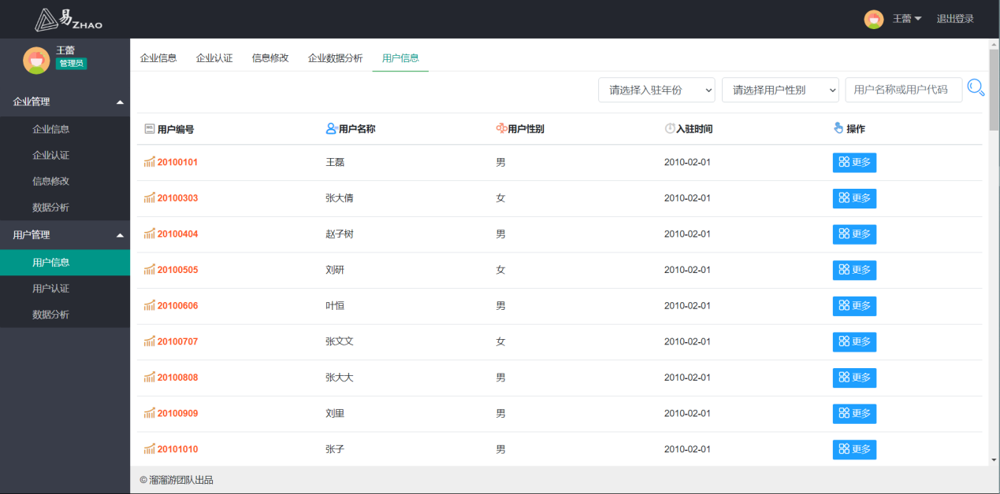 易ZHAO
王蕾
退出登录
王蕾
管理员
企业管理
企业信息
企业认证
信息修改
数据分析
用户管理
用户信息
用户认证
数据分析
企业信息 企业认证 信息修改 企业数据分析 用户信息
请选择入驻年份 请选择用户性别 用户名称或用户代码
用户编号 用户名称 用户性别 入驻时间 操作
20100101 王磊 男 2010-02-01 更多
20100303 张大倩 女 2010-02-01 更多
20100404 赵子树 男 2010-02-01 更多
20100505 刘研 女 2010-02-01 更多
20100606 叶恒 男 2010-02-01 更多
20100707 张文文 女 2010-02-01 更多
20100808 张大大 男 2010-02-01 更多
20100909 刘里 男 2010-02-01 更多
20101010 张子 男 2010-02-01 更多
© 溜溜游团队出品